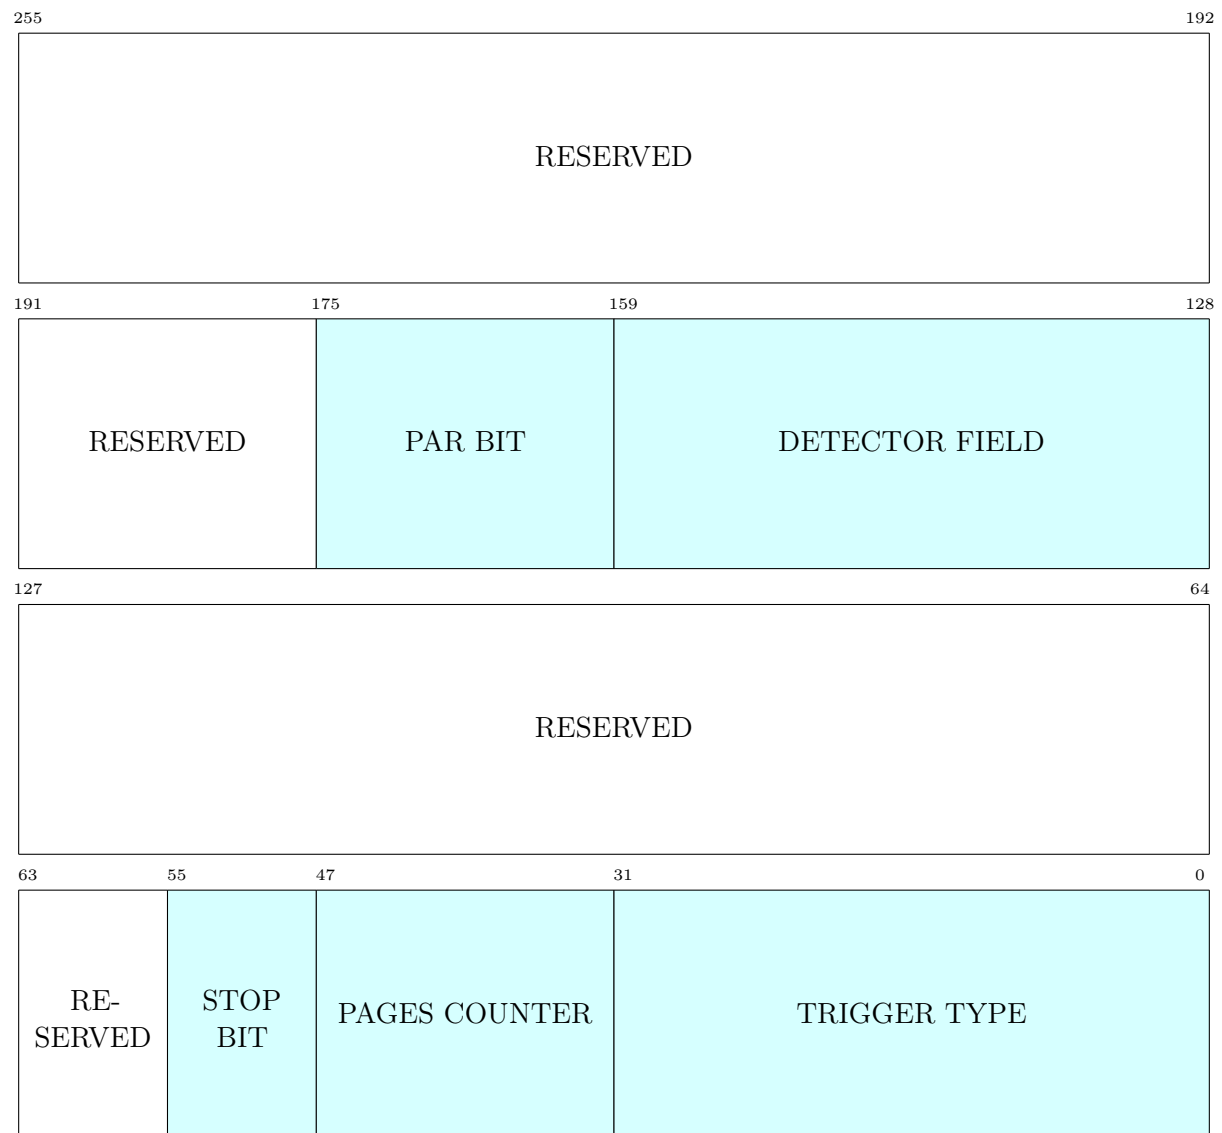 255 192
RESERVED
191 175 159 128
RESERVED PAR BIT DETECTOR FIELD
127 64
RESERVED
63 55 47 31 0
RE-
SERVED
STOP
BIT
PAGES COUNTER
TRIGGER TYPE